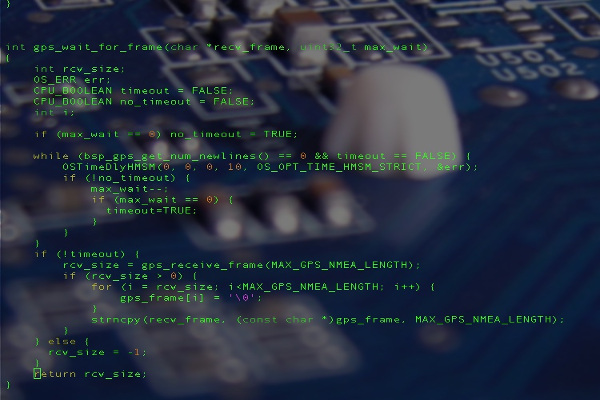 }
int gps_wait_for_frame(char *recv_frame, uint32_t max_wait)
{
int rcv_size;
OS_ERR err;
CPU_BOOLEAN timeout = FALSE;
CPU_BOOLEAN no_timeout = FALSE;
int i;
if (max_wait == 0) no_timeout = TRUE;
while (bsp_gps_get_num_newlines() == 0 && timeout == FALSE) {
OSTimeDlyHMSM(0, 0, 0, 10, OS_OPT_TIME_HMSM_STRICT, &err);
if (!no_timeout) {
max_wait--;
if (max_wait == 0) {
timeout=TRUE;
}
}
}
if (!timeout) {
rcv_size = gps_receive_frame(MAX_GPS_NMEA_LENGTH);
if (rcv_size > 0) {
for (i = rcv_size; i<MAX_GPS_NMEA_LENGTH; i++) {
gps_frame[i] = '\0';
}
strncpy(recv_frame, (const char *)gps_frame, MAX_GPS_NMEA_LENGTH);
}
} else {
rcv_size = -1;
}
return rcv_size;
}